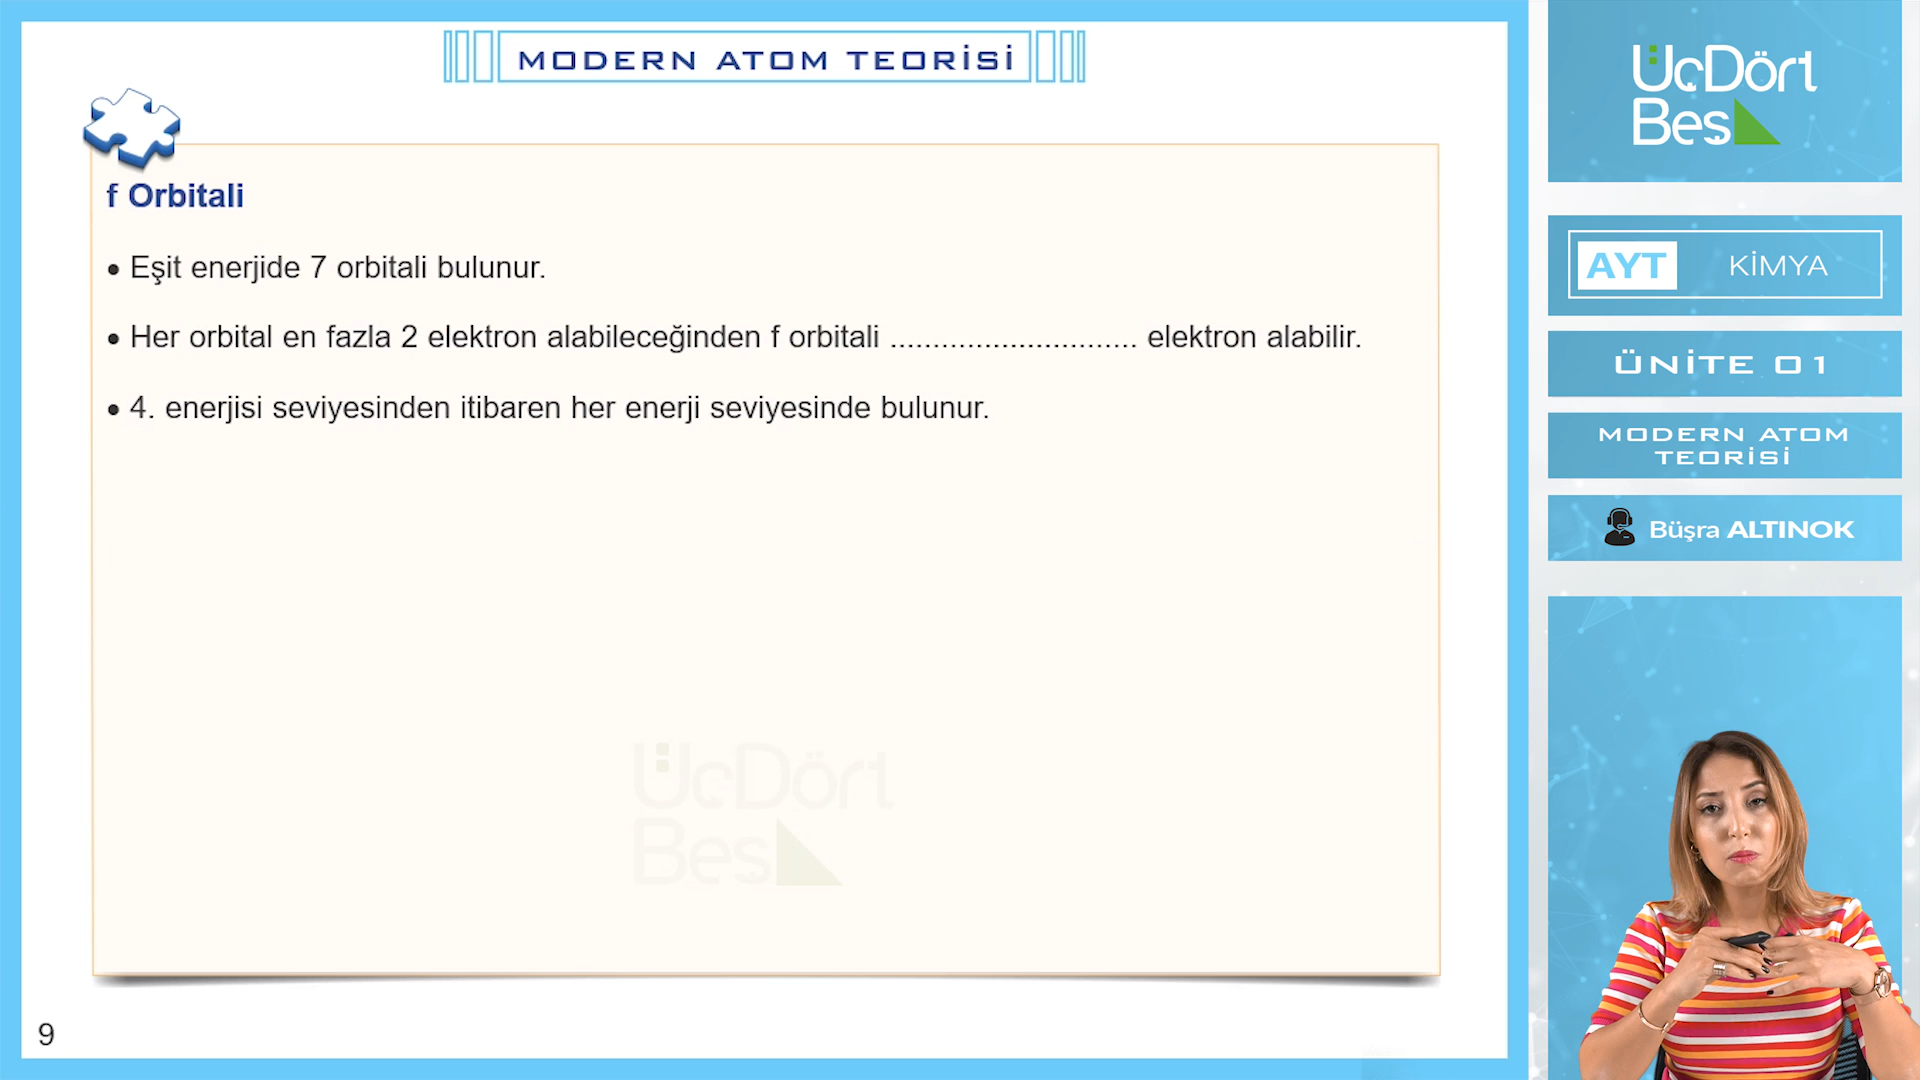 MODERN ATOM TEORİSİ
f Orbitali
• Eşit enerjide 7 orbitali bulunur.
• Her orbital en fazla 2 elektron alabileceğinden f orbitali ............................. elektron alabilir.
• 4. enerjisi seviyesinden itibaren her enerji seviyesinde bulunur.
ÜçDört
Beş
9
ÜçDört
Beş
AYT KİMYA
ÜNİTE 01
MODERN ATOM
TEORİSİ
Büşra ALTINOK